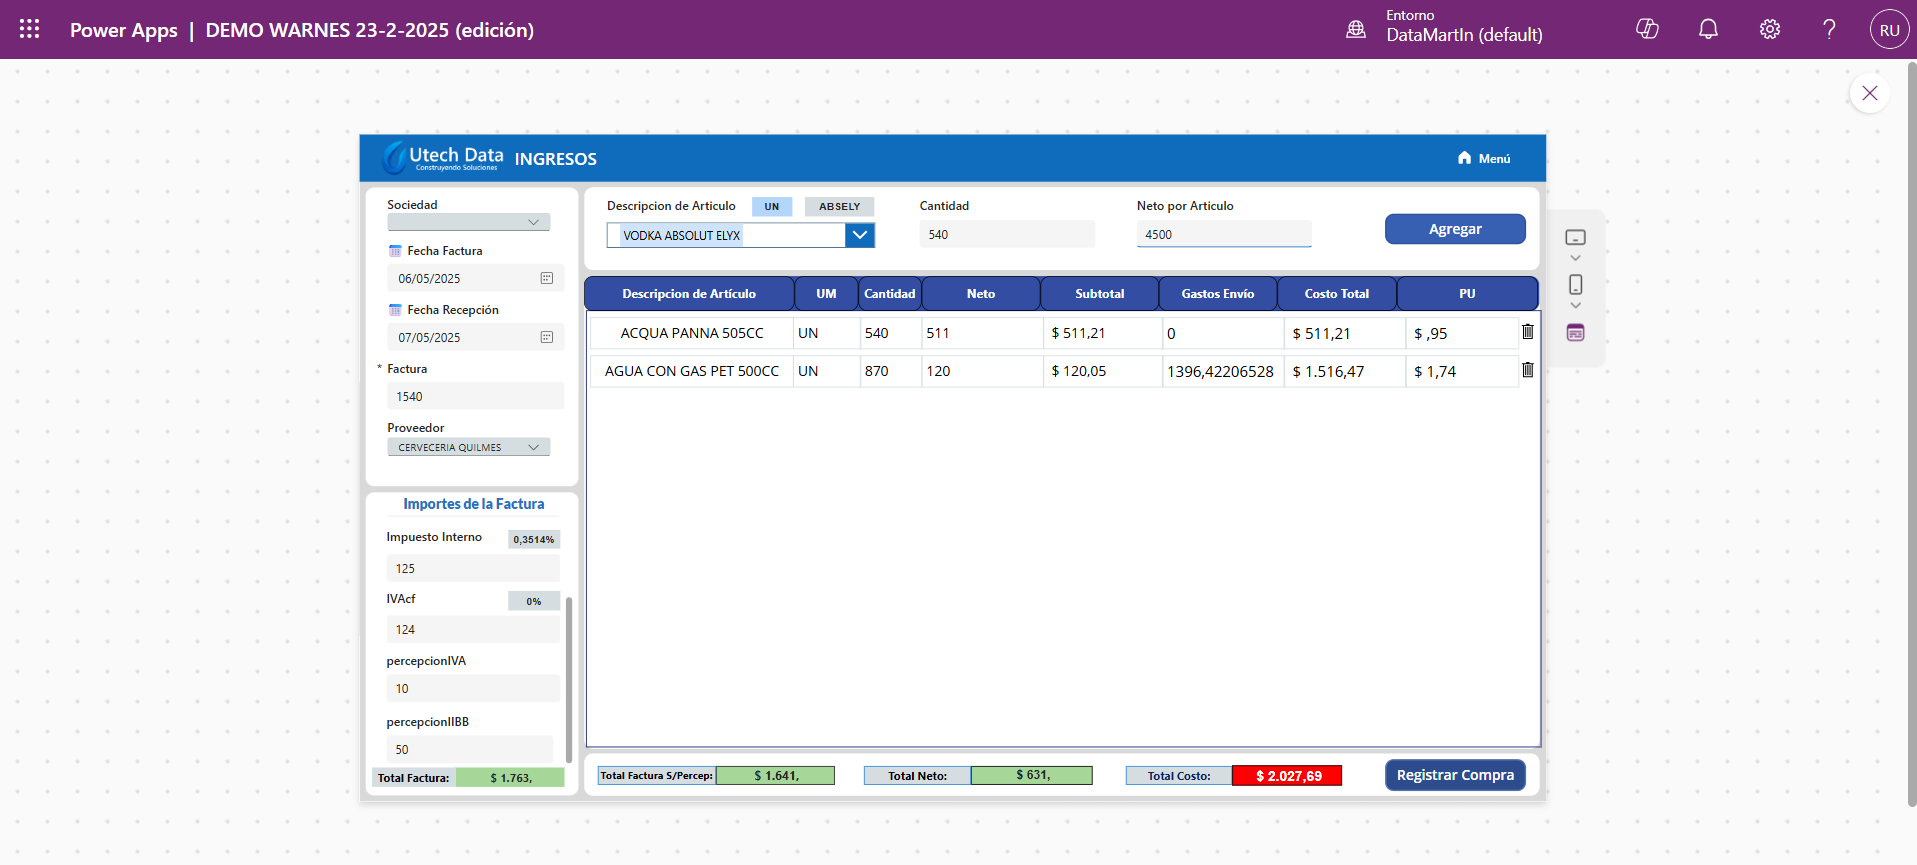 Power Apps | DEMO WARNES 23-2-2025 (edición)
Entorno
DataMartIn (default)
?
RU
Utech Data
Construyendo Soluciones
INGRESOS
Menú
Sociedad
Fecha Factura
06/05/2025
Fecha Recepción
07/05/2025
* Factura
1540
Proveedor
CERVECERIA QUILMES
Descripcion de Articulo
UN
ABSELY
VODKA ABSOLUT ELYX
Cantidad
540
Neto por Articulo
4500
Agregar
Descripcion de Artículo UM Cantidad Neto Subtotal Gastos Envío Costo Total PU
ACQUA PANNA 505CC UN 540 511 $ 511,21 0 $ 511,21 $ ,95
AGUA CON GAS PET 500CC UN 870 120 $ 120,05 1396,42206528 $ 1.516,47 $ 1,74
Importes de la Factura
Impuesto Interno 0,3514%
125
IVAcf 0%
124
percepcionIVA
10
percepcionIIBB
50
Total Factura: $ 1.763,
Total Factura S/Percep: $ 1.641,
Total Neto: $ 631,
Total Costo: $ 2.027,69
Registrar Compra